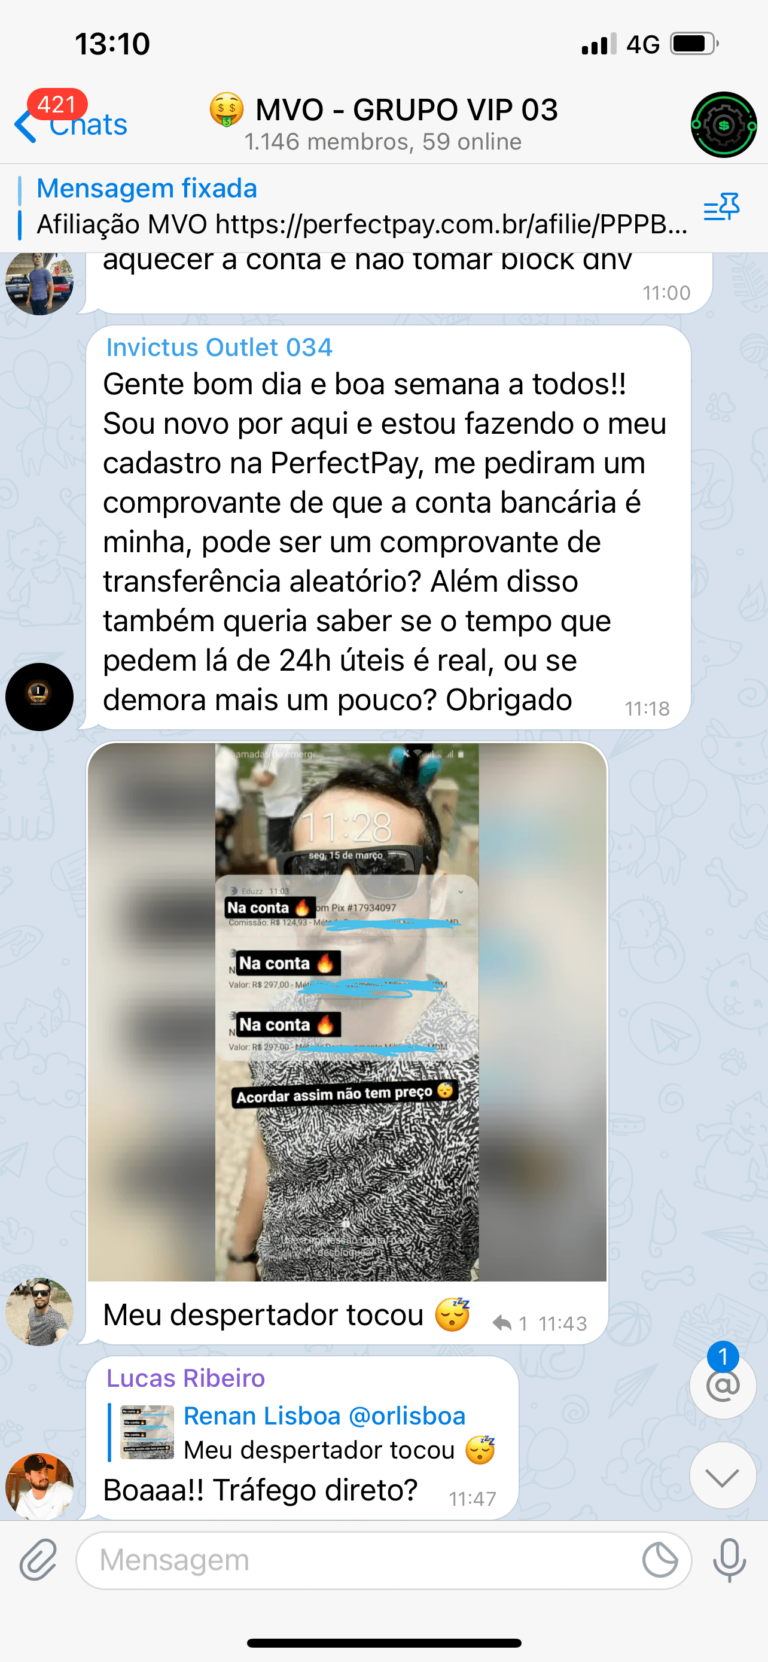 13:10
4G
421
Chats
🤑 MVO - GRUPO VIP 03
1.146 membros, 59 online
Mensagem fixada
Afiliação MVO https://perfectpay.com.br/afilie/PPPB...
aquecer a conta e não tomar block dnv
11:00
Invictus Outlet 034
Gente bom dia e boa semana a todos!!
Sou novo por aqui e estou fazendo o meu
cadastro na PerfectPay, me pediram um
comprovante de que a conta bancária é
minha, pode ser um comprovante de
transferência aleatório? Além disso
também queria saber se o tempo que
pedem lá de 24h úteis é real, ou se
demora mais um pouco? Obrigado
11:18
11:28
seg, 15 de março
Eduzz 11:03
Na conta 🔥 om Pix #17934097
Comissão: R$ 124,93 - Mét
N Na conta 🔥
Valor: R$ 297,00 - Mét
N Na conta 🔥
Valor: R$ 297,00
Acordar assim não tem preço 😴
Meu despertador tocou 😴
1 11:43
1
@
Lucas Ribeiro
Renan Lisboa @orlisboa
Meu despertador tocou 😴
Boaaa!! Tráfego direto?
11:47
Mensagem